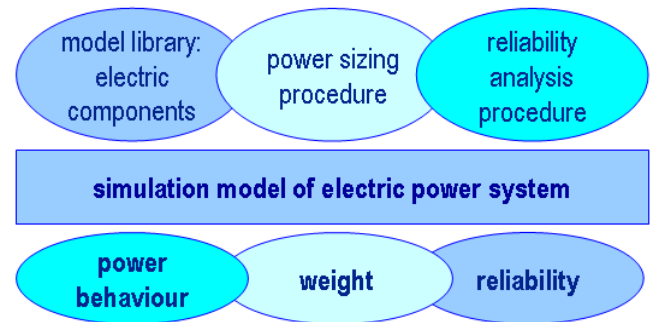 model library:
electric
components
power sizing
procedure
reliability
analysis
procedure
simulation model of electric power system
power
behaviour
weight
reliability